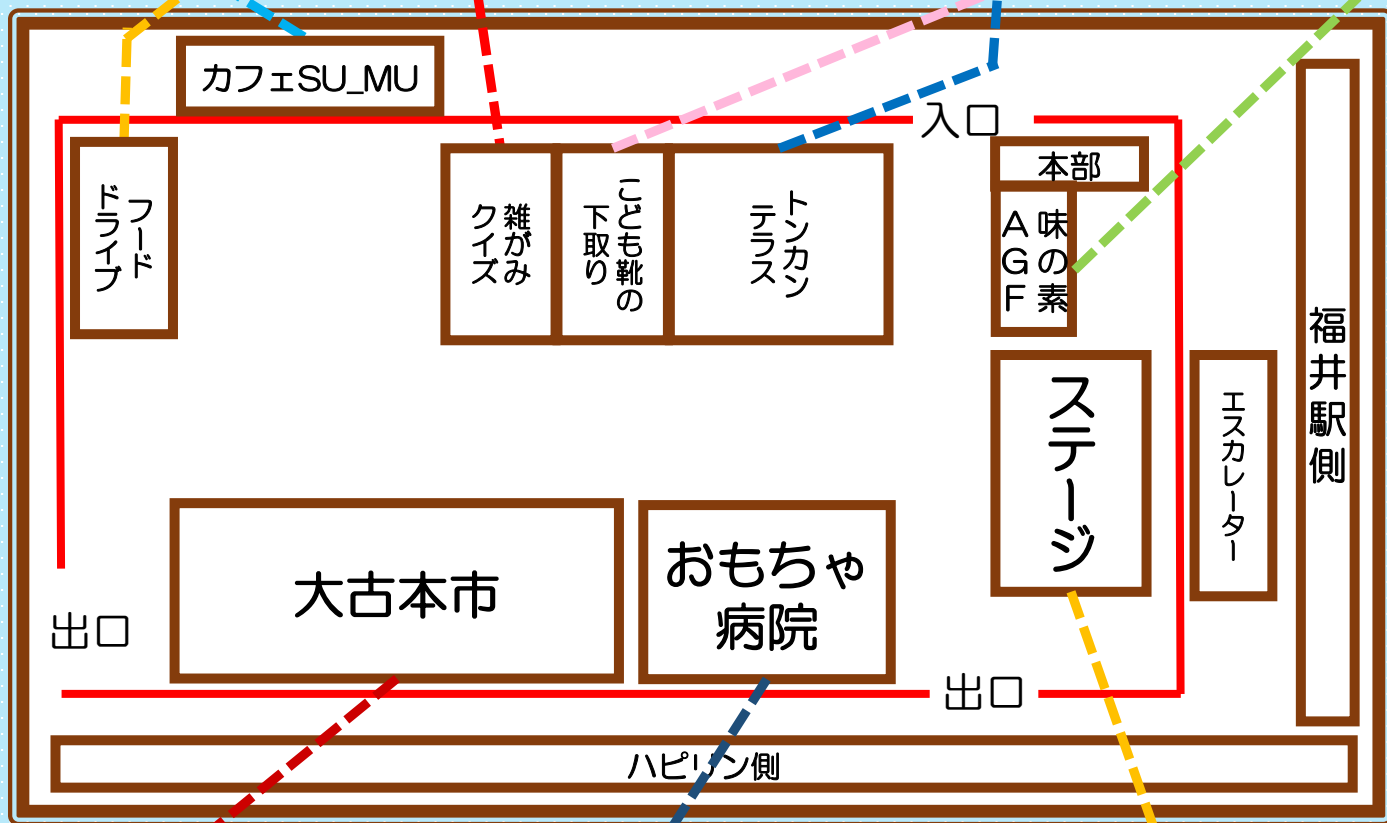 カフェSU_MU
入口
本部
フード
ドライブ
雑がみ
クイズ
こども靴の
下取り
トンカン
テラス
味の素
AGF
福井駅側
ステージ
エスカレーター
大古本市
おもちゃ
病院
出口
出口
ハピリン側